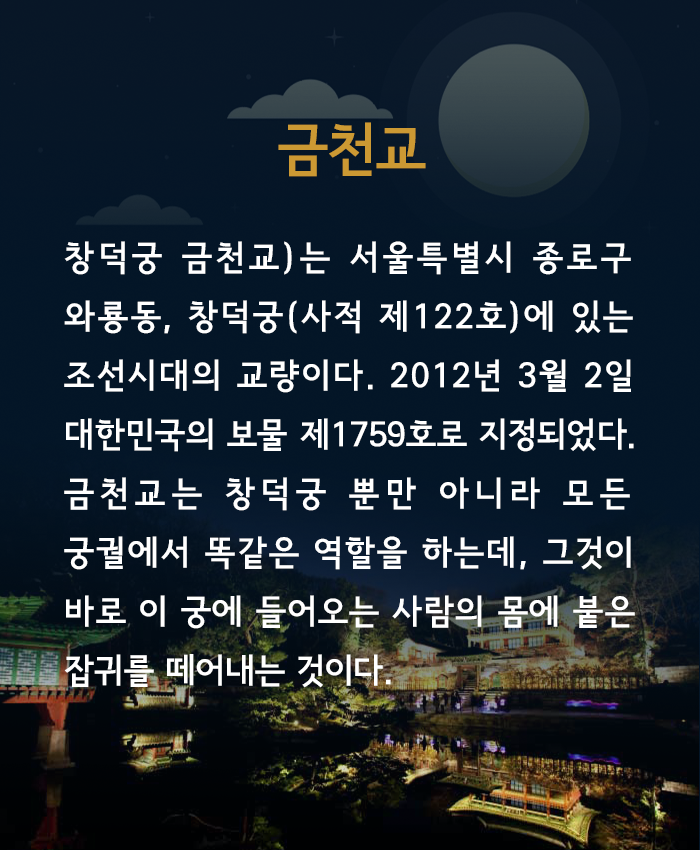 금천교
창덕궁 금천교)는 서울특별시 종로구
와룡동, 창덕궁(사적 제122호)에 있는
조선시대의 교량이다. 2012년 3월 2일
대한민국의 보물 제1759호로 지정되었다.
금천교는 창덕궁 뿐만 아니라 모든
궁궐에서 똑같은 역할을 하는데, 그것이
바로 이 궁에 들어오는 사람의 몸에 붙은
잡귀를 떼어내는 것이다.